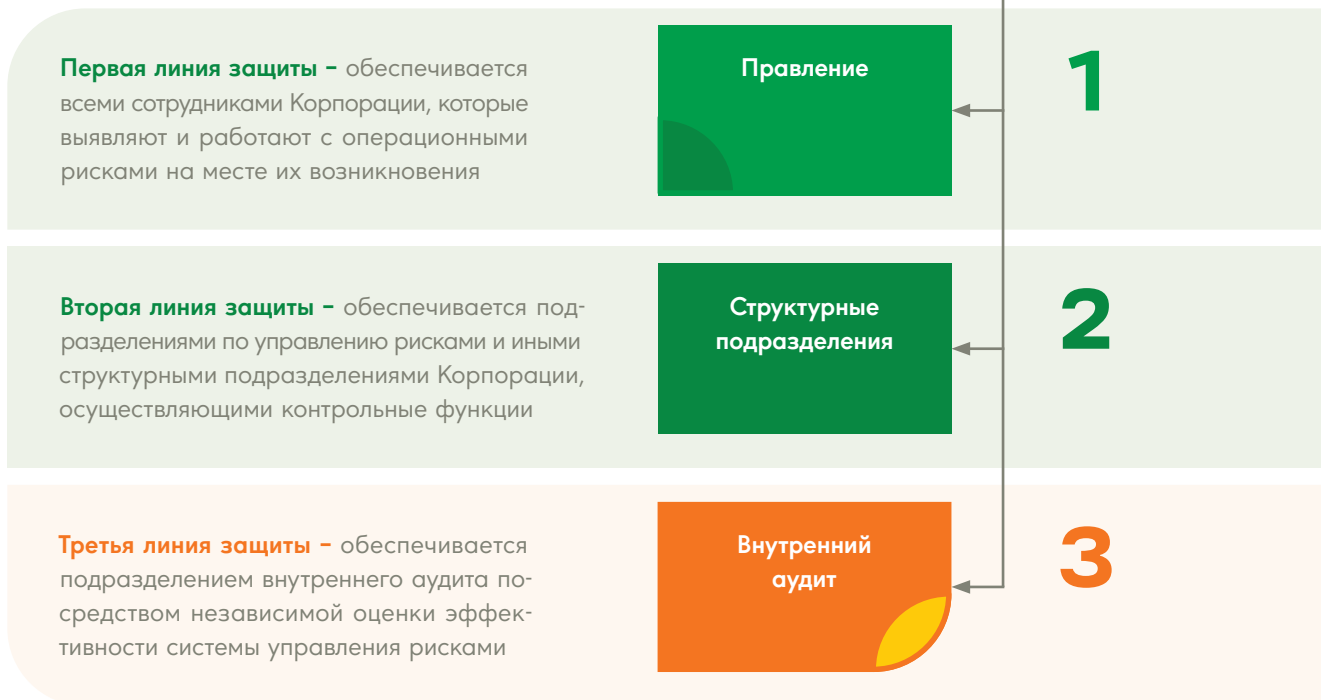 Первая линия защиты – обеспечивается
всеми сотрудниками Корпорации, которые
выявляют и работают с операционными
рисками на месте их возникновения
Правление
1
Вторая линия защиты – обеспечивается под-
разделениями по управлению рисками и иными
структурными подразделениями Корпорации,
осуществляющими контрольные функции
Структурные
подразделения
2
Третья линия защиты – обеспечивается
подразделением внутреннего аудита по-
средством независимой оценки эффек-
тивности системы управления рисками
Внутренний
аудит
3